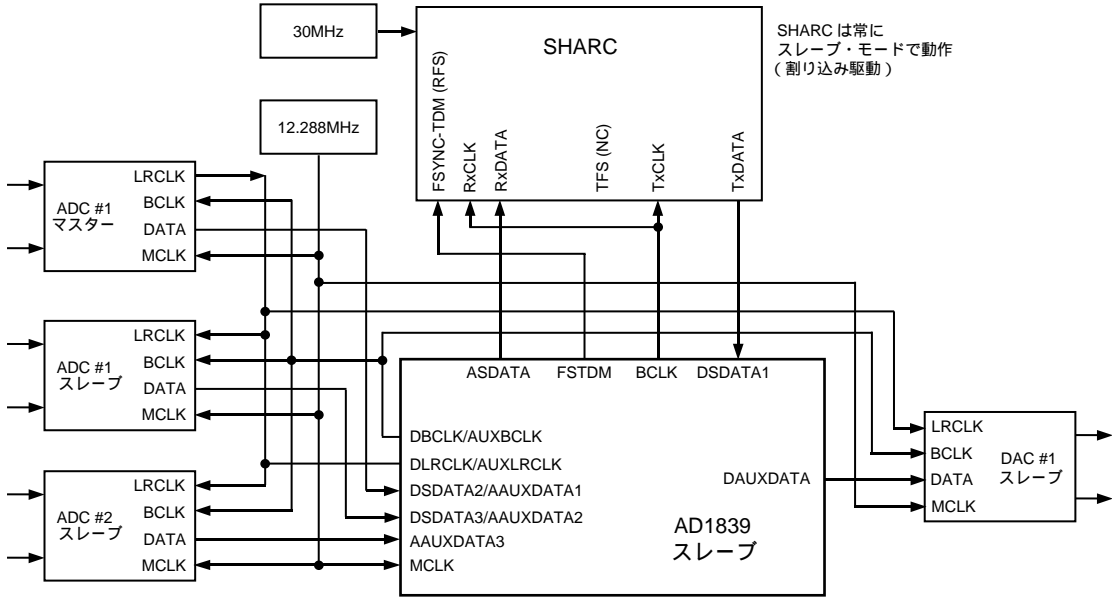 30MHz
SHARC
SHARC は常に
スレーブ・モードで動作
(割り込み駆動)
FSYNC-TDM (RFS)
RxCLK
RxDATA
TFS (NC)
TxCLK
TxDATA
12.288MHz
ADC #1
マスター
LRCLK
BCLK
DATA
MCLK
ADC #1
スレーブ
LRCLK
BCLK
DATA
MCLK
ADC #2
スレーブ
LRCLK
BCLK
DATA
MCLK
ASDATA
FSTDM
BCLK
DSDATA1
DBCLK/AUXBCLK
DLRCLK/AUXLRCLK
DSDATA2/AAUXDATA1
DSDATA3/AAUXDATA2
AAUXDATA3
MCLK
DAUXDATA
AD1839
スレーブ
LRCLK
BCLK
DATA
MCLK
DAC #1
スレーブ